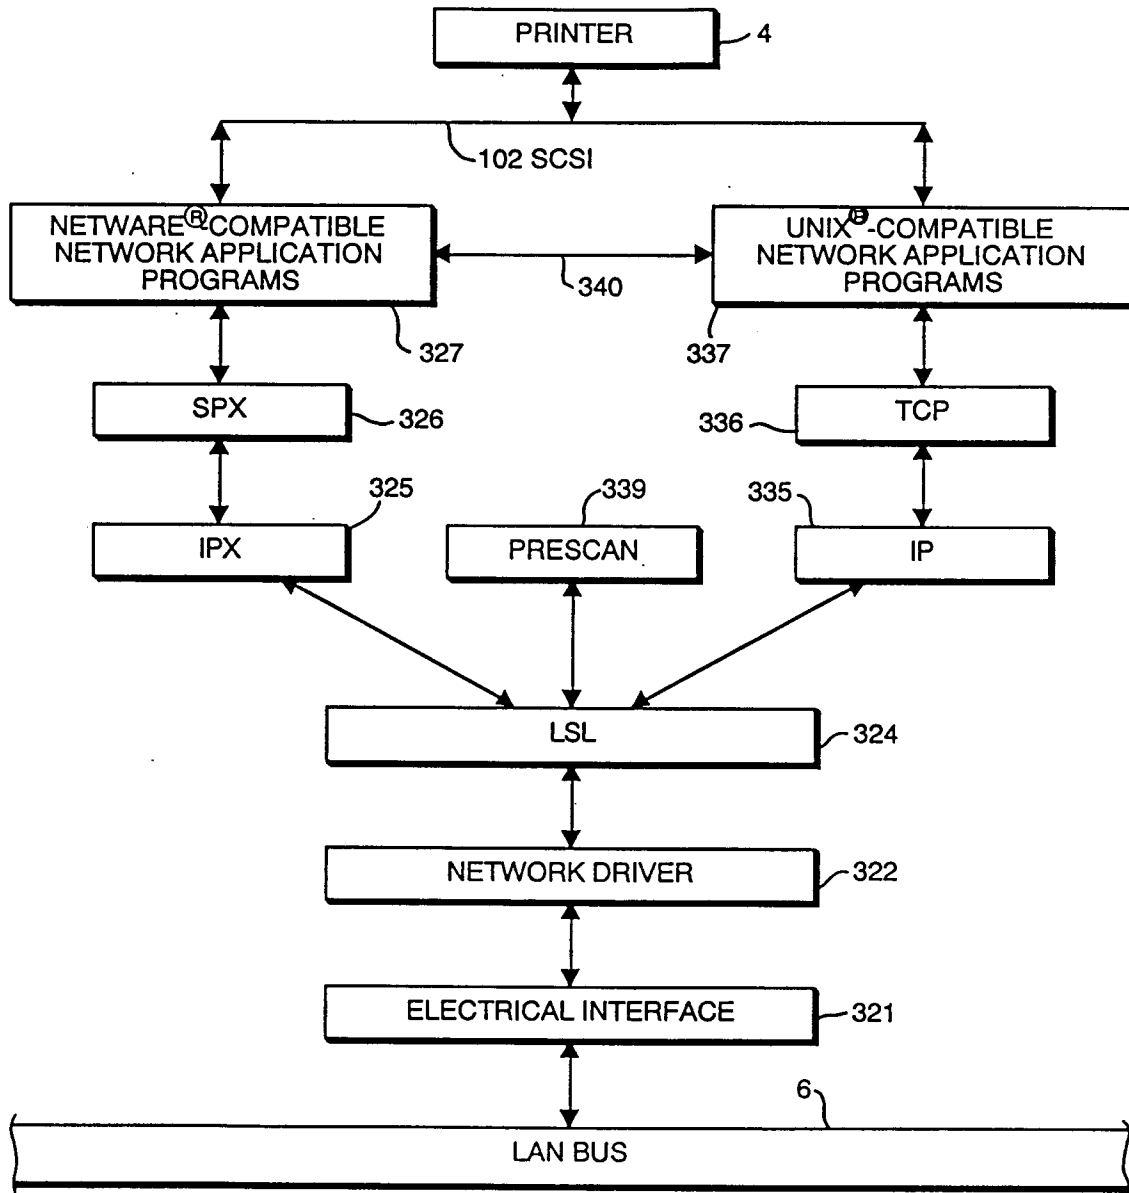 PRINTER
4
102 SCSI
NETWARE®-COMPATIBLE
NETWORK APPLICATION
PROGRAMS
UNIX®-COMPATIBLE
NETWORK APPLICATION
PROGRAMS
340
327
337
SPX
326
TCP
336
325
339
335
IPX
PRESCAN
IP
LSL
324
NETWORK DRIVER
322
ELECTRICAL INTERFACE
321
6
LAN BUS